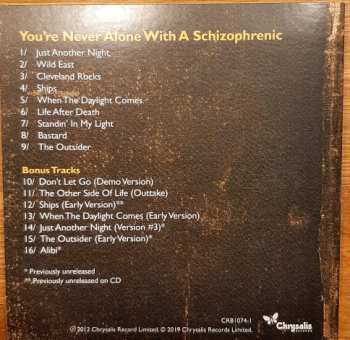 You're Never Alone With A Schizophrenic
1/ Just Another Night
2/ Wild East
3/ Cleveland Rocks
4/ Ships
5/ When The Daylight Comes
6/ Life After Death
7/ Standin' In My Light
8/ Bastard
9/ The Outsider
Bonus Tracks
10/ Don't Let Go (Demo Version)
11/ The Other Side Of Life (Outtake)
12/ Ships (Early Version)**
13/ When The Daylight Comes (Early Version)
14/ Just Another Night (Version #3)*
15/ The Outsider (Early Version)*
16/ Alibi*
* Previously unreleased
** Previously unreleased on CD
CRB1074-1
℗ 2012 Chrysalis Record Limited. © 2019 Chrysalis Records Limited.
Chrysalis
RECORDS